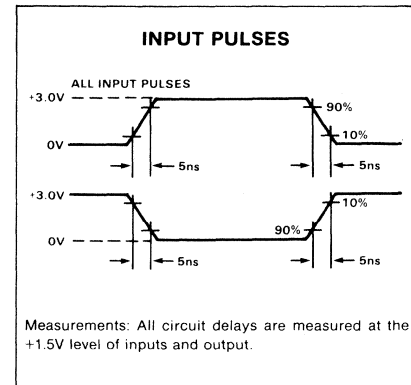 INPUT PULSES
ALL INPUT PULSES
+3.0V
90%
10%
0V
5ns
5ns
+3.0V
10%
90%
0V
5ns
5ns
Measurements: All circuit delays are measured at the
+1.5V level of inputs and output.